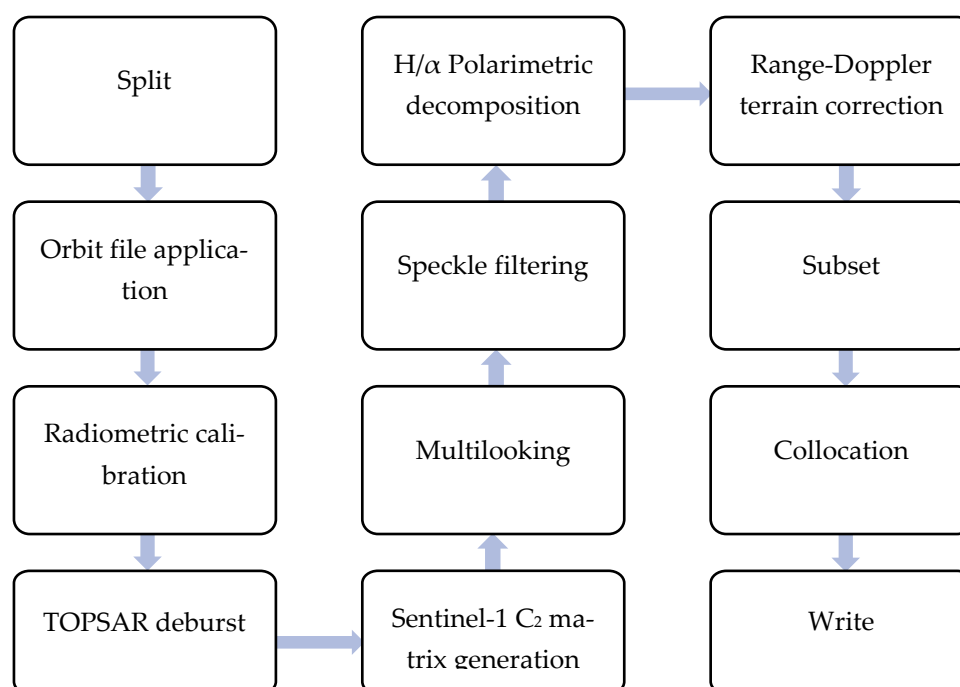 Split
Orbit file applica-
tion
Radiometric cali-
bration
TOPSAR deburst
Sentinel-1 C₂ ma-
trix generation
Multilooking
Speckle filtering
H/α Polarimetric
decomposition
Range-Doppler
terrain correction
Subset
Collocation
Write